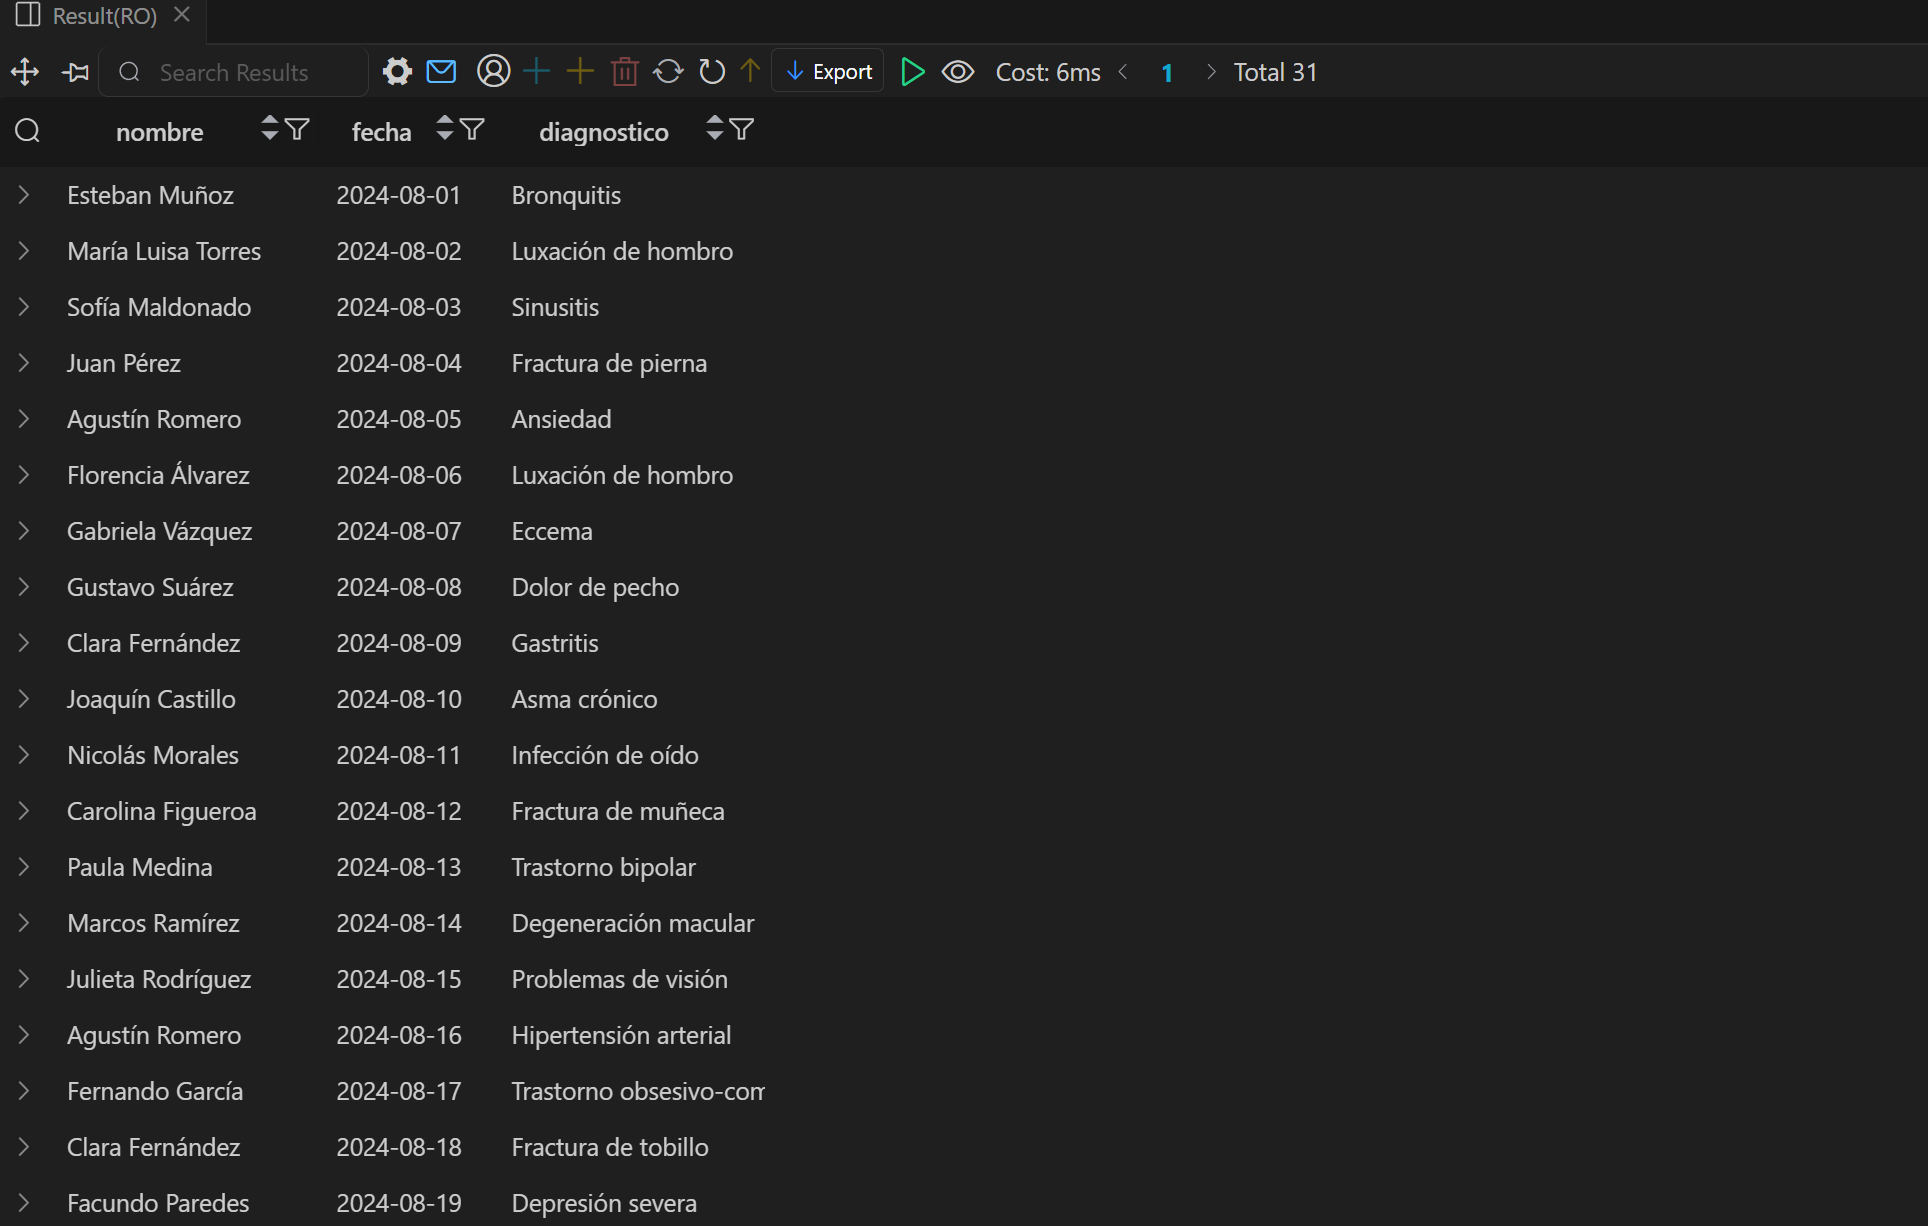 Result(RO)
Search Results Export Cost: 6ms 1 Total 31
nombre fecha diagnostico
Esteban Muñoz 2024-08-01 Bronquitis
María Luisa Torres 2024-08-02 Luxación de hombro
Sofía Maldonado 2024-08-03 Sinusitis
Juan Pérez 2024-08-04 Fractura de pierna
Agustín Romero 2024-08-05 Ansiedad
Florencia Álvarez 2024-08-06 Luxación de hombro
Gabriela Vázquez 2024-08-07 Eccema
Gustavo Suárez 2024-08-08 Dolor de pecho
Clara Fernández 2024-08-09 Gastritis
Joaquín Castillo 2024-08-10 Asma crónico
Nicolás Morales 2024-08-11 Infección de oído
Carolina Figueroa 2024-08-12 Fractura de muñeca
Paula Medina 2024-08-13 Trastorno bipolar
Marcos Ramírez 2024-08-14 Degeneración macular
Julieta Rodríguez 2024-08-15 Problemas de visión
Agustín Romero 2024-08-16 Hipertensión arterial
Fernando García 2024-08-17 Trastorno obsesivo-com
Clara Fernández 2024-08-18 Fractura de tobillo
Facundo Paredes 2024-08-19 Depresión severa